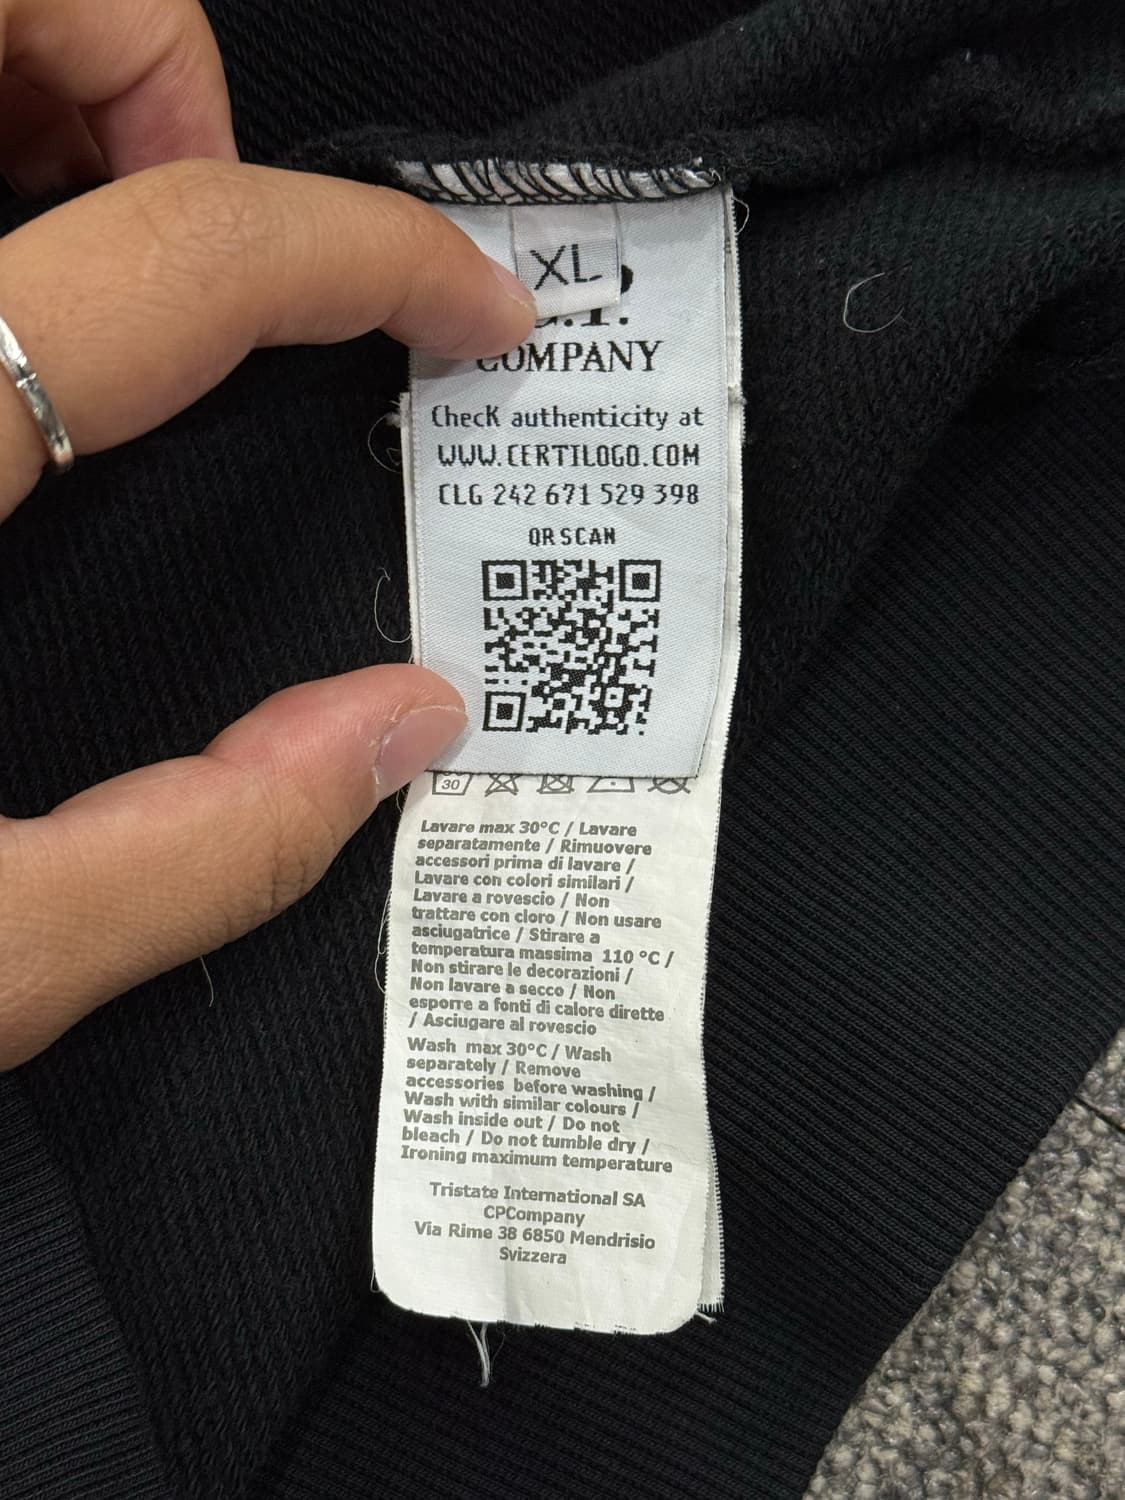 XL
C.P.
COMPANY
Check authenticity at
WWW.CERTILOGO.COM
CLG 242 671 529 398
QR SCAN
30
Lavare max 30°C / Lavare
separatamente / Rimuovere
accessori prima di lavare /
Lavare con colori similari /
Lavare a rovescio / Non
trattare con cloro / Non usare
asciugatrice / Stirare a
temperatura massima 110 °C /
Non stirare le decorazioni /
Non lavare a secco / Non
esporre a fonti di calore dirette
/ Asciugare al rovescio
Wash max 30°C / Wash
separately / Remove
accessories before washing /
Wash with similar colours /
Wash inside out / Do not
bleach / Do not tumble dry /
Ironing maximum temperature
Tristate International SA
CPCompany
Via Rime 38 6850 Mendrisio
Svizzera